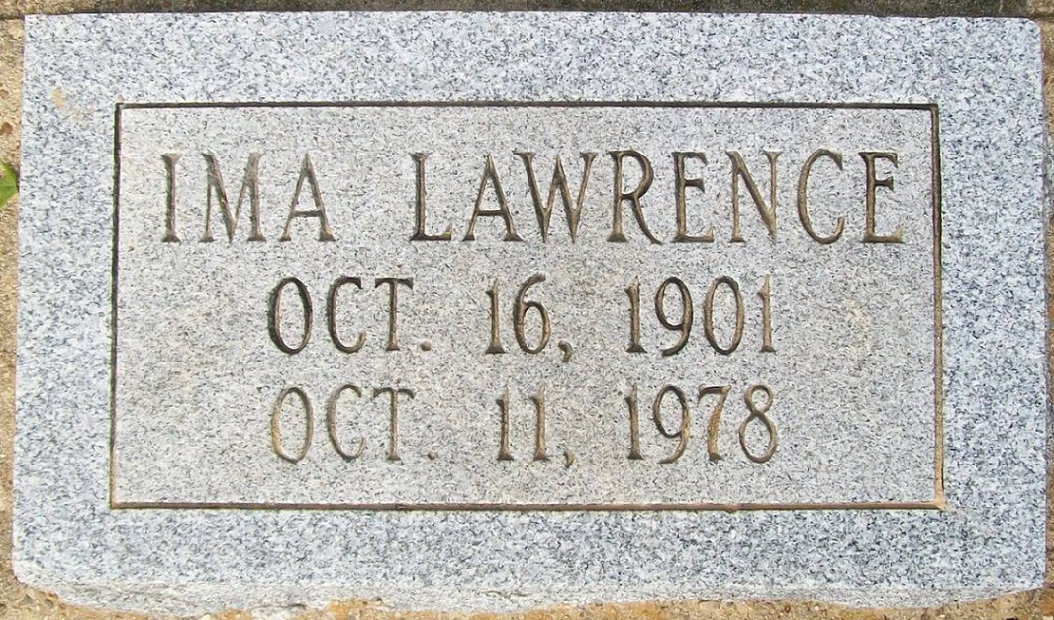 IMA LAWRENCE
OCT. 16, 1901
OCT. 11, 1978